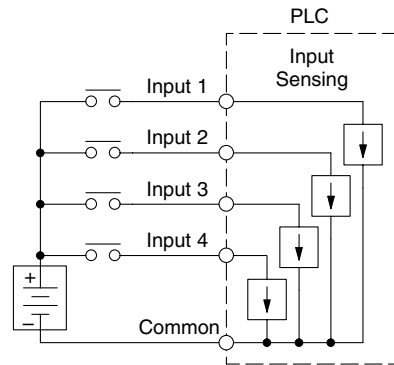 PLC
Input
Sensing
Input 1
Input 2
Input 3
Input 4
+
–
Common